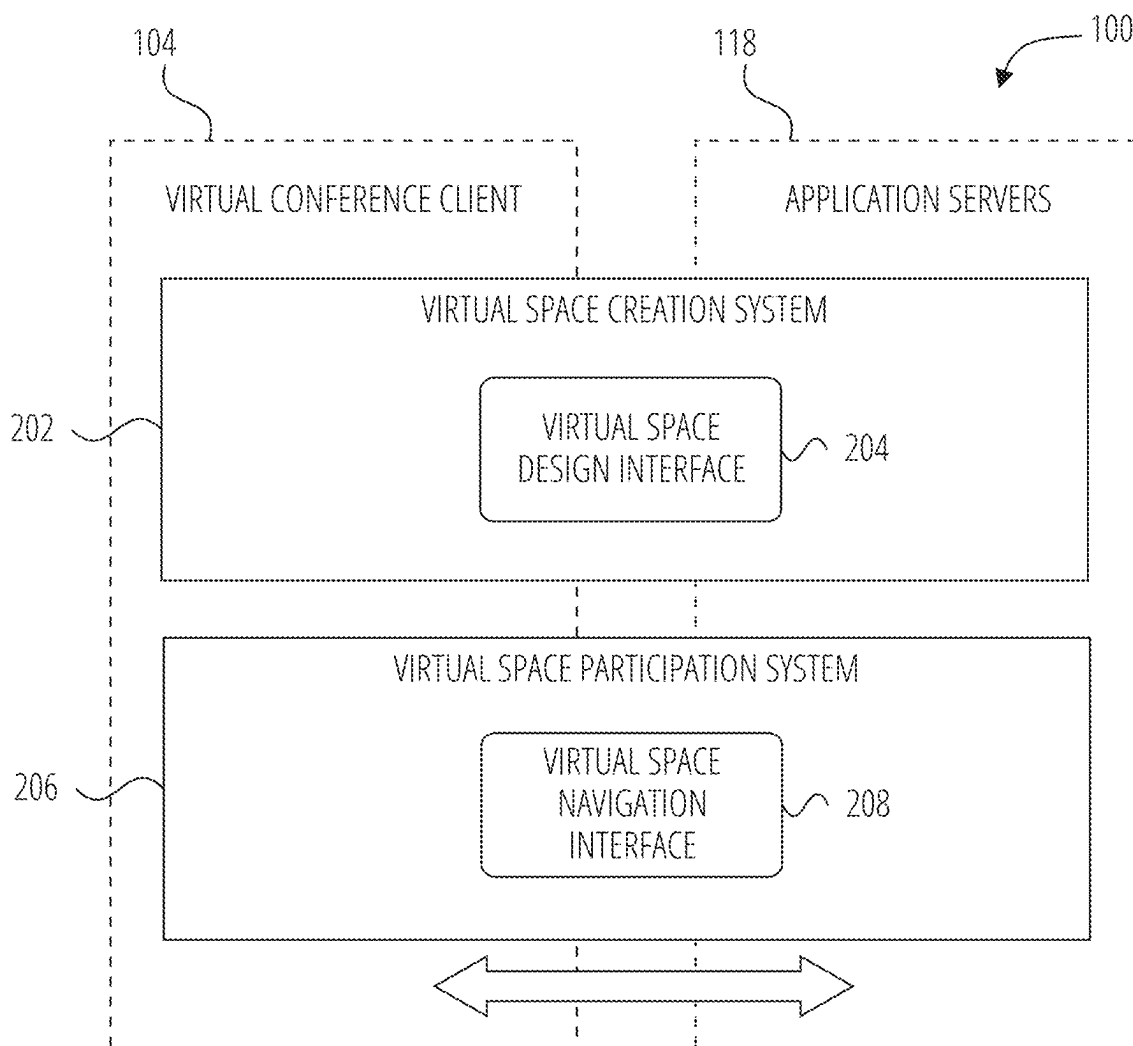 104
118
100
VIRTUAL CONFERENCE CLIENT
APPLICATION SERVERS
VIRTUAL SPACE CREATION SYSTEM
202
VIRTUAL SPACE
DESIGN INTERFACE
204
VIRTUAL SPACE PARTICIPATION SYSTEM
206
VIRTUAL SPACE
NAVIGATION
INTERFACE
208